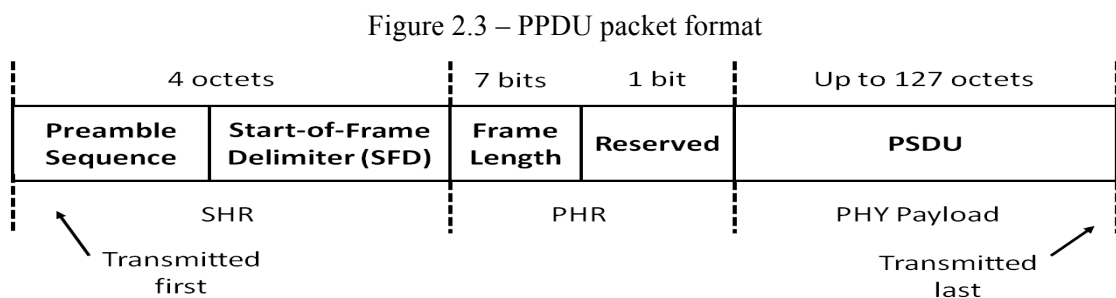 Figure 2.3 – PPDU packet format
4 octets 7 bits 1 bit Up to 127 octets
Preamble Sequence
Start-of-Frame Delimiter (SFD)
Frame Length
Reserved
PSDU
SHR PHR PHY Payload
Transmitted first
Transmitted last